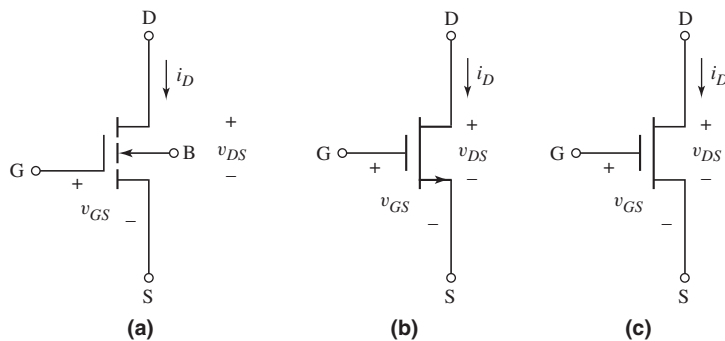 D D D
i_D i_D i_D
+ + +
G B v_DS G v_DS G v_DS
+ − + − + −
v_GS − v_GS − v_GS −
S S S
(a) (b) (c)